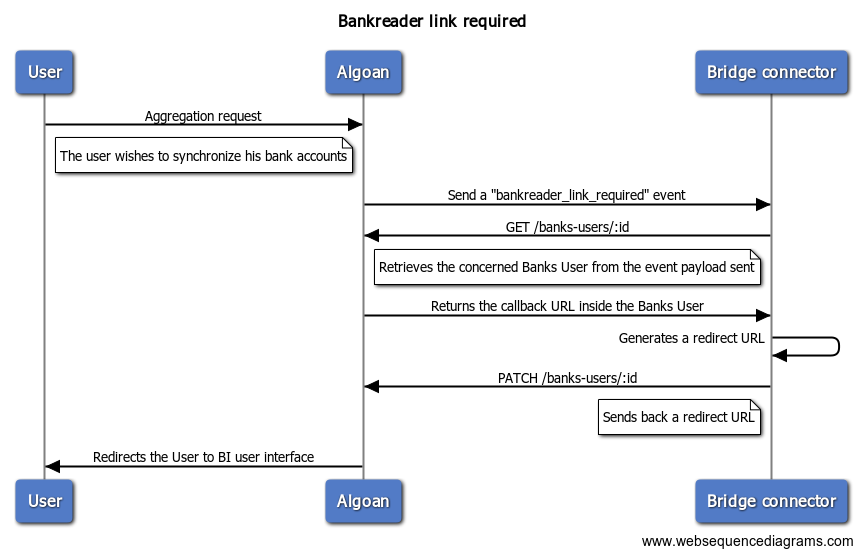 Bankreader link required
User Algoan Bridge connector
Aggregation request
The user wishes to synchronize his bank accounts
Send a "bankreader_link_required" event
GET /banks-users/:id
Retrieves the concerned Banks User from the event payload sent
Returns the callback URL inside the Banks User
Generates a redirect URL
PATCH /banks-users/:id
Sends back a redirect URL
Redirects the User to BI user interface
User Algoan Bridge connector
www.websequencediagrams.com